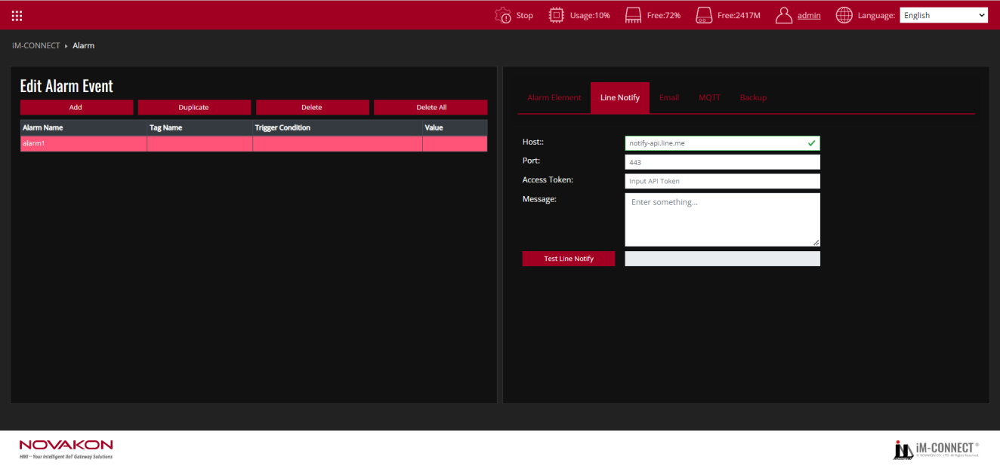 Stop Usage:10% Free:72% Free:2417M admin Language: English
iM-CONNECT ▸ Alarm
Edit Alarm Event
Add Duplicate Delete Delete All
Alarm Name Tag Name Trigger Condition Value
alarm1
Alarm Element Line Notify Email MQTT Backup
Host:: notify-api.line.me
Port: 443
Access Token: Input API Token
Message: Enter something...
Test Line Notify
NOVAKON
HMI—Your Intelligent IIoT Gateway Solutions
iM-CONNECT®
© NOVAKON CO., LTD. All Rights Reserved.